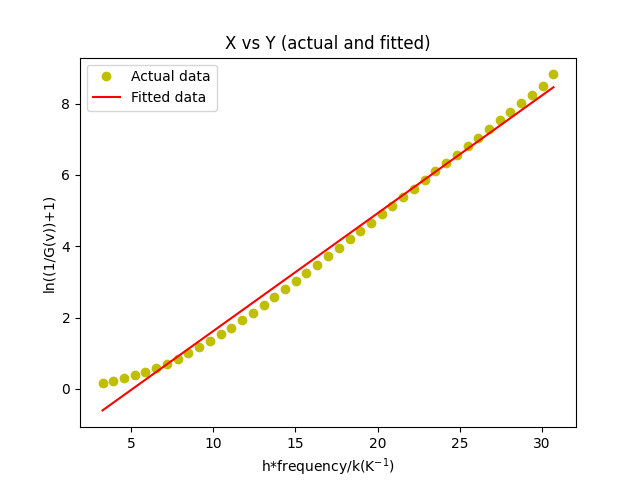 X vs Y (actual and fitted)
Actual data
Fitted data
8
6
4
2
0
ln((1/G(v))+1)
5
10
15
20
25
30
h*frequency/k(K⁻¹)